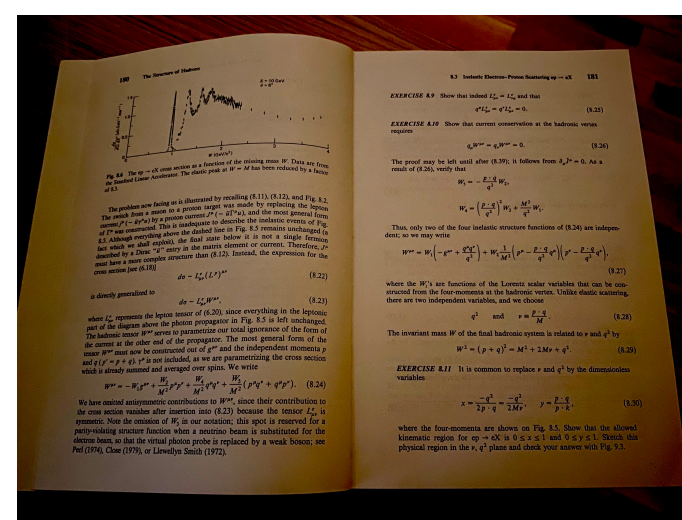 180 The Structure of Hadrons
E = 10 GeV
θ = 6°
W (GeV/c²)
Fig. 8.6 The ep → eX cross section as a function of the missing mass W. Data are from
the Stanford Linear Accelerator. The elastic peak at W = M has been reduced by a factor
of 8.5.
The problem now facing us is illustrated by recalling (8.11), (8.12), and Fig. 8.2.
The switch from a muon to a proton target was made by replacing the lepton
current j^μ (~ ūγ^μu) by a proton current J^μ (~ ūΓ^μu), and the most general form
of Γ^μ was constructed. This is inadequate to describe the inelastic events of Fig.
8.5. Although everything above the dashed line in Fig. 8.5 remains unchanged (a
fact which we shall exploit), the final state below it is not a single fermion
described by a Dirac "ū" entry in the matrix element or current. Therefore, J^μ
must have a more complex structure than (8.12). Instead, the expression for the
cross section [see (6.18)]
dσ ~ L^e_μν (L^p)^μν (8.22)
is directly generalized to
dσ ~ L^e_μν W^μν, (8.23)
where L^e_μν represents the lepton tensor of (6.20), since everything in the leptonic
part of the diagram above the photon propagator in Fig. 8.5 is left unchanged.
The hadronic tensor W^μν serves to parametrize our total ignorance of the form of
the current at the other end of the propagator. The most general form of the
tensor W^μν must now be constructed out of g^μν and the independent momenta p
and q (p′ = p + q). γ^μ is not included, as we are parametrizing the cross section
which is already summed and averaged over spins. We write
W^μν = −W₁g^μν + W₂/M² p^μp^ν + W₄/M² q^μq^ν + W₅/M² (p^μq^ν + q^μp^ν). (8.24)
We have omitted antisymmetric contributions to W^μν, since their contribution to
the cross section vanishes after insertion into (8.23) because the tensor L^e_μν is
symmetric. Note the omission of W₃ in our notation; this spot is reserved for a
parity-violating structure function when a neutrino beam is substituted for the
electron beam, so that the virtual photon probe is replaced by a weak boson; see
Perl (1974), Close (1979), or Llewellyn Smith (1972).
8.3 Inelastic Electron–Proton Scattering ep → eX 181
EXERCISE 8.9 Show that indeed L^e_μν = L^e_νμ and that
q^μL^e_μν = q^νL^e_μν = 0. (8.25)
EXERCISE 8.10 Show that current conservation at the hadronic vertex
requires
q_μW^μν = q_νW^μν = 0. (8.26)
The proof may be left until after (8.39); it follows from ∂_μJ^μ = 0. As a
result of (8.26), verify that
W₅ = − p · q/q² W₂,
W₄ = (p · q/q²)² W₂ + M²/q² W₁.
Thus, only two of the four inelastic structure functions of (8.24) are indepen-
dent; so we may write
W^μν = W₁(−g^μν + q^μq^ν/q²) + W₂ 1/M² (p^μ − p · q/q² q^μ)(p^ν − p · q/q² q^ν),
(8.27)
where the W_i's are functions of the Lorentz scalar variables that can be con-
structed from the four-momenta at the hadronic vertex. Unlike elastic scattering,
there are two independent variables, and we choose
q² and ν ≡ p · q/M. (8.28)
The invariant mass W of the final hadronic system is related to ν and q² by
W² = (p + q)² = M² + 2Mν + q². (8.29)
EXERCISE 8.11 It is common to replace ν and q² by the dimensionless
variables
x = −q²/2p · q = −q²/2Mν, y = p · q/p · k, (8.30)
where the four-momenta are shown on Fig. 8.5. Show that the allowed
kinematic region for ep → eX is 0 ≤ x ≤ 1 and 0 ≤ y ≤ 1. Sketch this
physical region in the ν, q² plane and check your answer with Fig. 9.3.